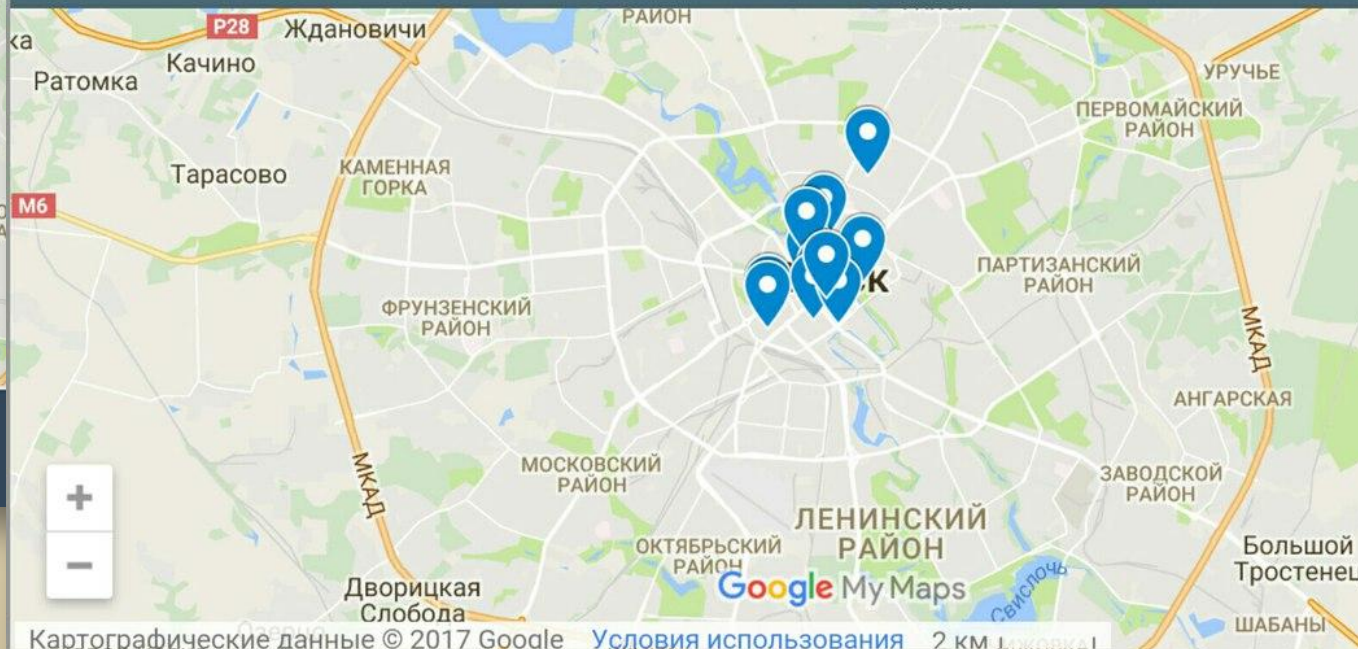 РАЙОН
P28
Ждановичи
ка
Качино
Ратомка
УРУЧЬЕ
ПЕРВОМАЙСКИЙ
РАЙОН
КАМЕННАЯ
ГОРКА
Тарасово
M6
ПАРТИЗАНСКИЙ
РАЙОН
ск
ФРУНЗЕНСКИЙ
РАЙОН
МКАД
АНГАРСКАЯ
МОСКОВСКИЙ
РАЙОН
МКАД
ЗАВОДСКОЙ
РАЙОН
+
−
ЛЕНИНСКИЙ
РАЙОН
ОКТЯБРЬСКИЙ
РАЙОН
Большой
Тростенец
Google My Maps
Дворицкая
Слобода
Свислочь
ШАБАНЫ
Картографические данные © 2017 Google Условия использования 2 км